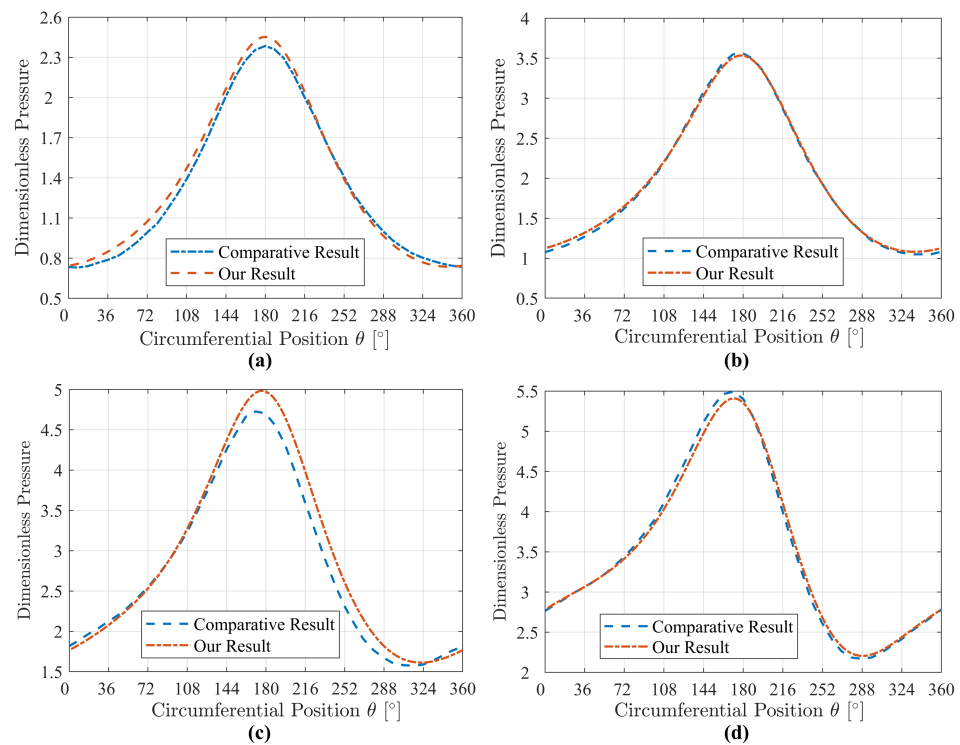 2.6
2.3
2
1.7
1.4
1.1
0.8
0.5
Dimensionless Pressure
Comparative Result
Our Result
0 36 72 108 144 180 216 252 288 324 360
Circumferential Position θ [°]
(a)
4
3.5
3
2.5
2
1.5
1
0.5
Dimensionless Pressure
Comparative Result
Our Result
0 36 72 108 144 180 216 252 288 324 360
Circumferential Position θ [°]
(b)
5
4.5
4
3.5
3
2.5
2
1.5
Dimensionless Pressure
Comparative Result
Our Result
0 36 72 108 144 180 216 252 288 324 360
Circumferential Position θ [°]
(c)
5.5
5
4.5
4
3.5
3
2.5
2
Dimensionless Pressure
Comparative Result
Our Result
0 36 72 108 144 180 216 252 288 324 360
Circumferential Position θ [°]
(d)